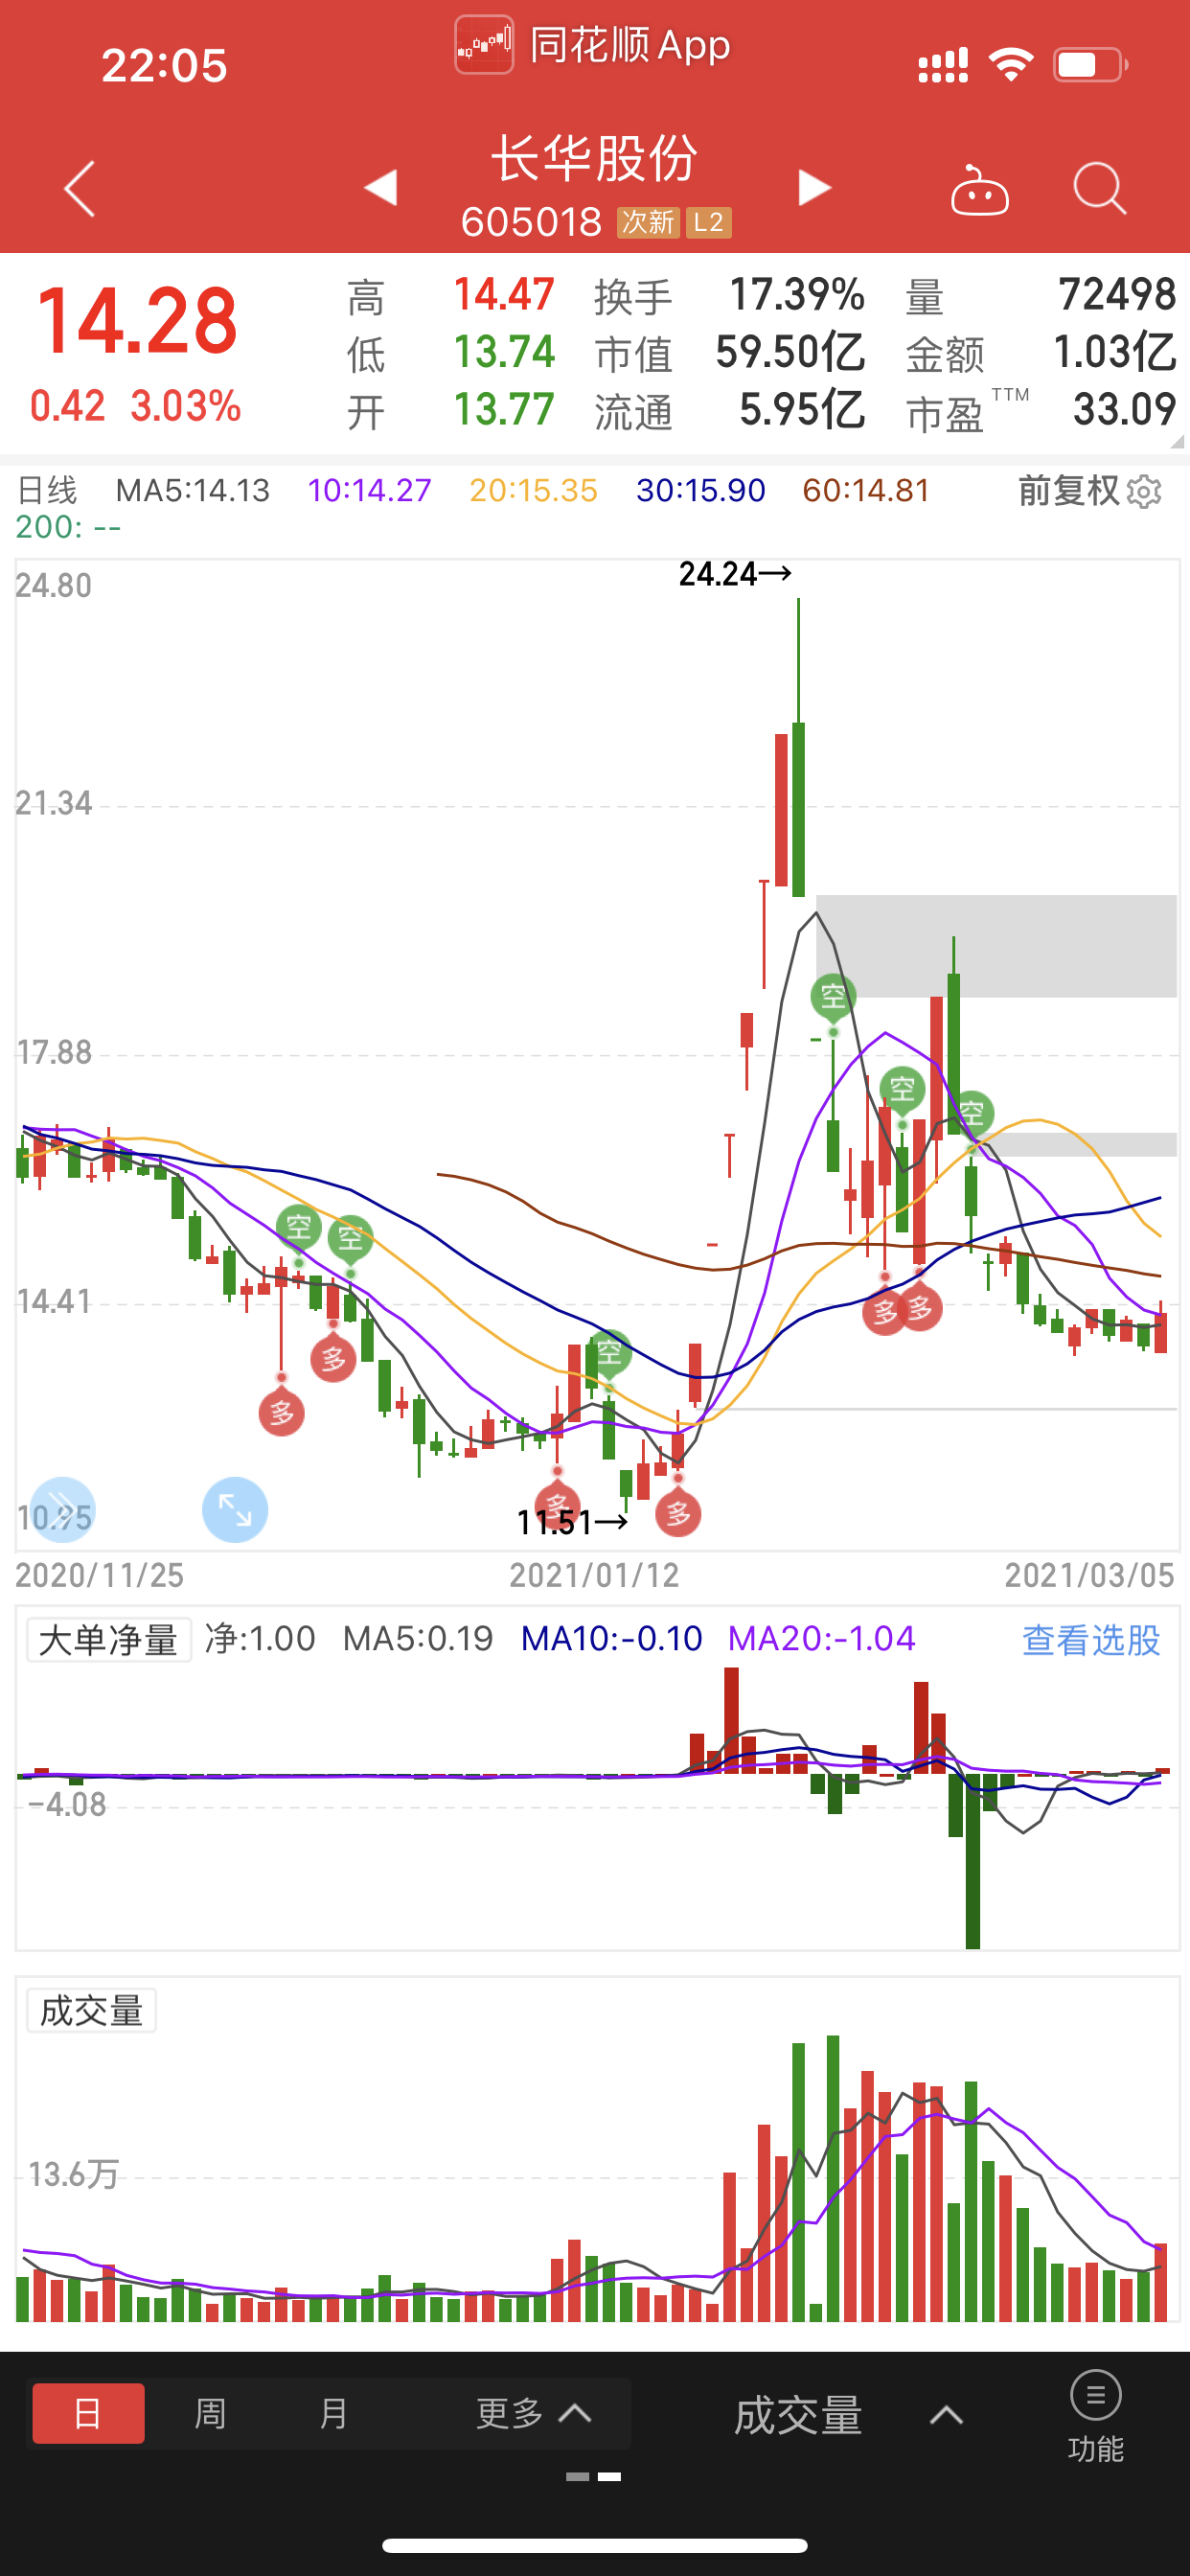 22:05
同花顺App
长华股份
605018 次新 L2
14.28
0.42 3.03%
高 14.47 换手 17.39% 量 72498
低 13.74 市值 59.50亿 金额 1.03亿
开 13.77 流通 5.95亿 市盈TTM 33.09
日线 MA5:14.13 10:14.27 20:15.35 30:15.90 60:14.81 前复权
200: --
24.24→
24.80
21.34
空
17.88
空
空
空
空
14.41
多
多
多
空
多
多
多
10.95
11.51→
2020/11/25 2021/01/12 2021/03/05
大单净量 净:1.00 MA5:0.19 MA10:-0.10 MA20:-1.04 查看选股
-4.08
成交量
13.6万
日 周 月 更多 成交量
功能